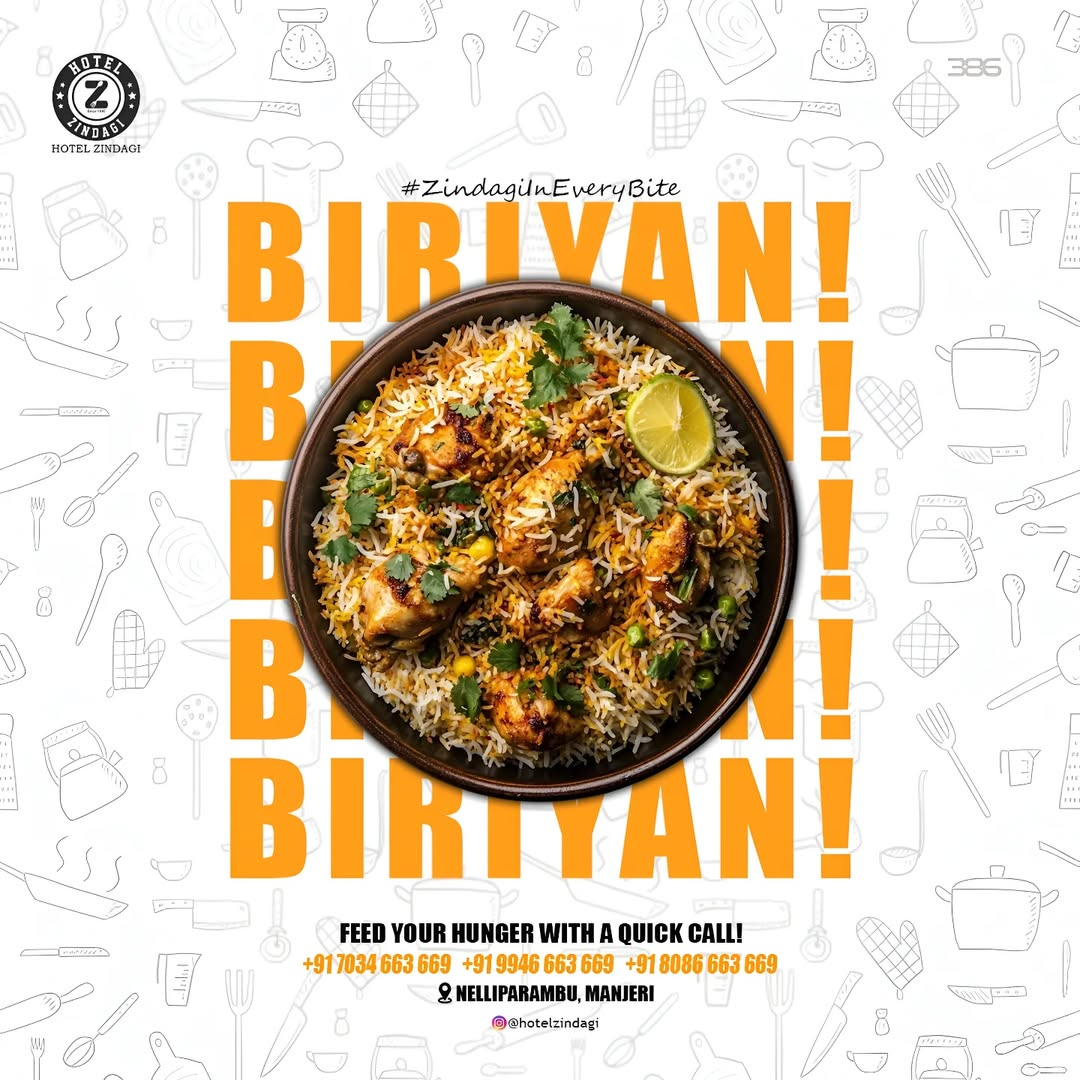 HOTEL
Z
ZINDAGI
HOTEL ZINDAGI
386
#ZindagiInEveryBite
BIRIYAN!
B N!
B !
B N!
BIRIYAN!
FEED YOUR HUNGER WITH A QUICK CALL!
+91 7034 663 669 +91 9946 663 669 +91 8086 663 669
NELLIPARAMBU, MANJERI
@hotelzindagi